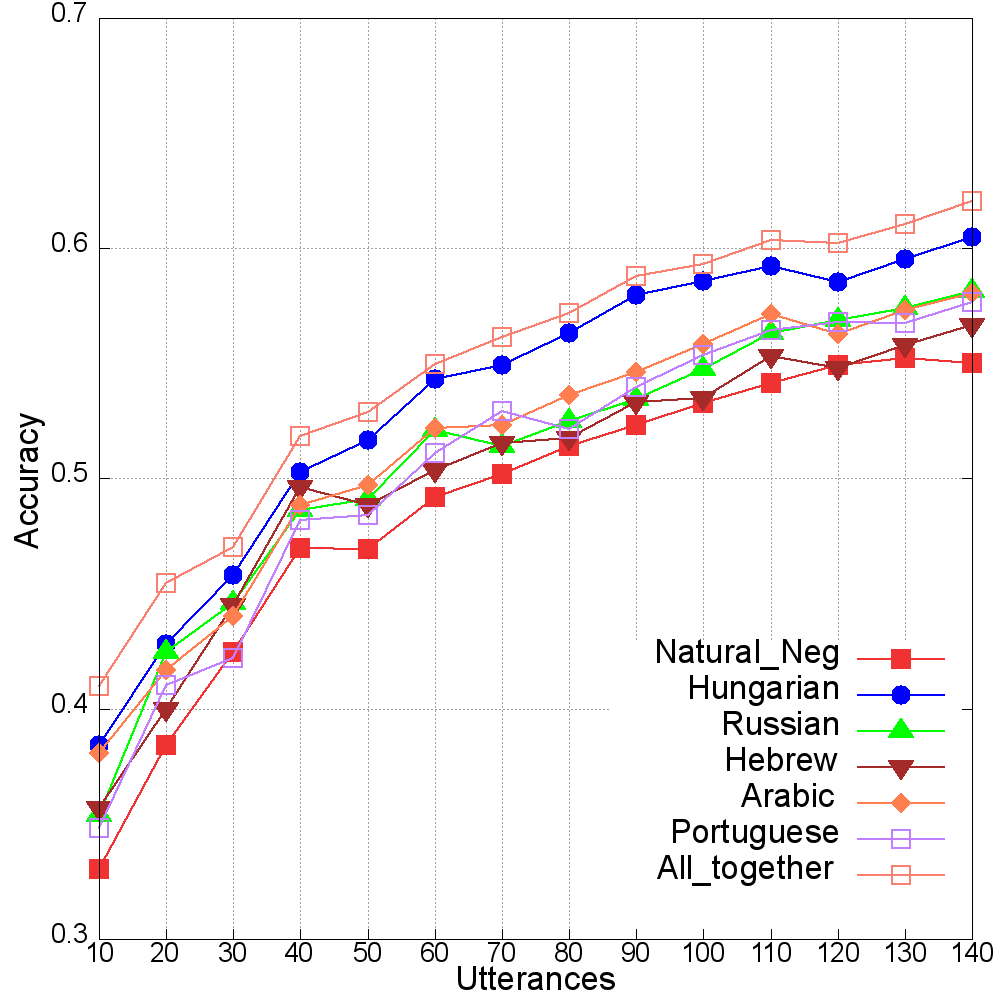 0.7
0.6
0.5
0.4
0.3
Accuracy
Natural_Neg
Hungarian
Russian
Hebrew
Arabic
Portuguese
All_together
10 20 30 40 50 60 70 80 90 100 110 120 130 140
Utterances